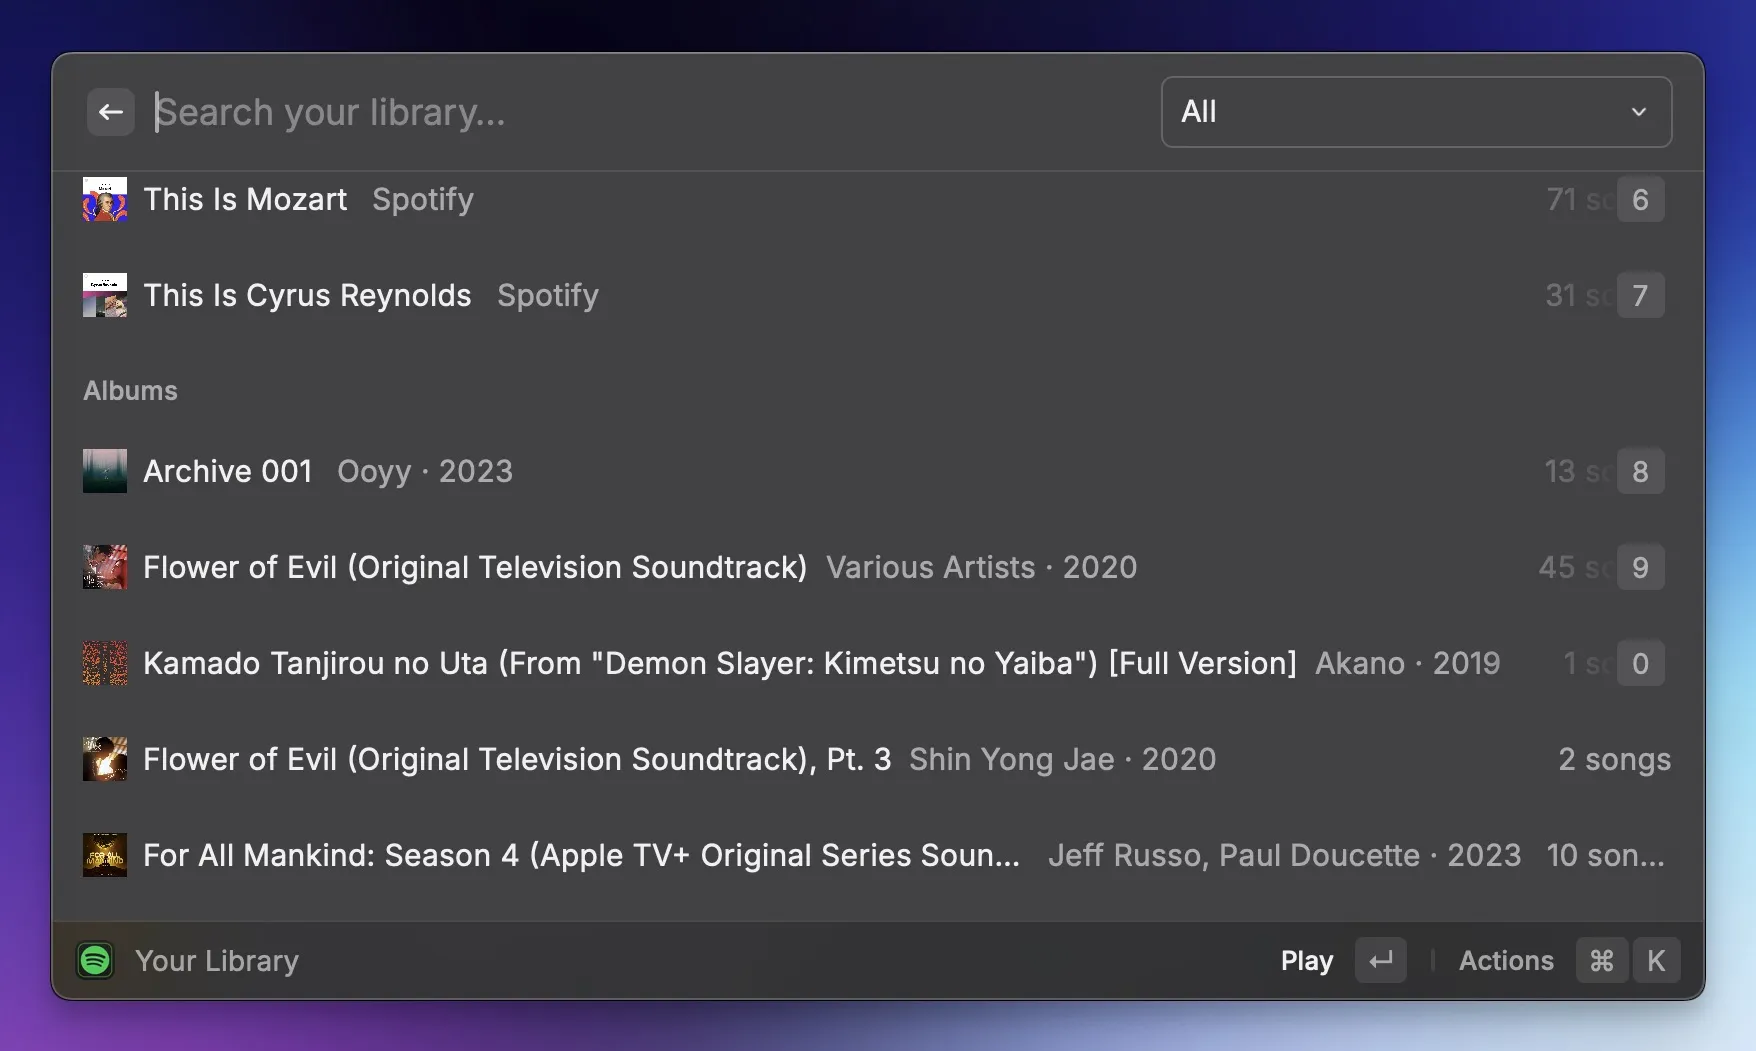 Search your library...
All
This Is Mozart Spotify 71 6
This Is Cyrus Reynolds Spotify 31 7
Albums
Archive 001 Ooyy · 2023 13 8
Flower of Evil (Original Television Soundtrack) Various Artists · 2020 45 9
Kamado Tanjirou no Uta (From "Demon Slayer: Kimetsu no Yaiba") [Full Version] Akano · 2019 1 0
Flower of Evil (Original Television Soundtrack), Pt. 3 Shin Yong Jae · 2020 2 songs
For All Mankind: Season 4 (Apple TV+ Original Series Soun... Jeff Russo, Paul Doucette · 2023 10 son...
Your Library Play ↵ Actions ⌘ K